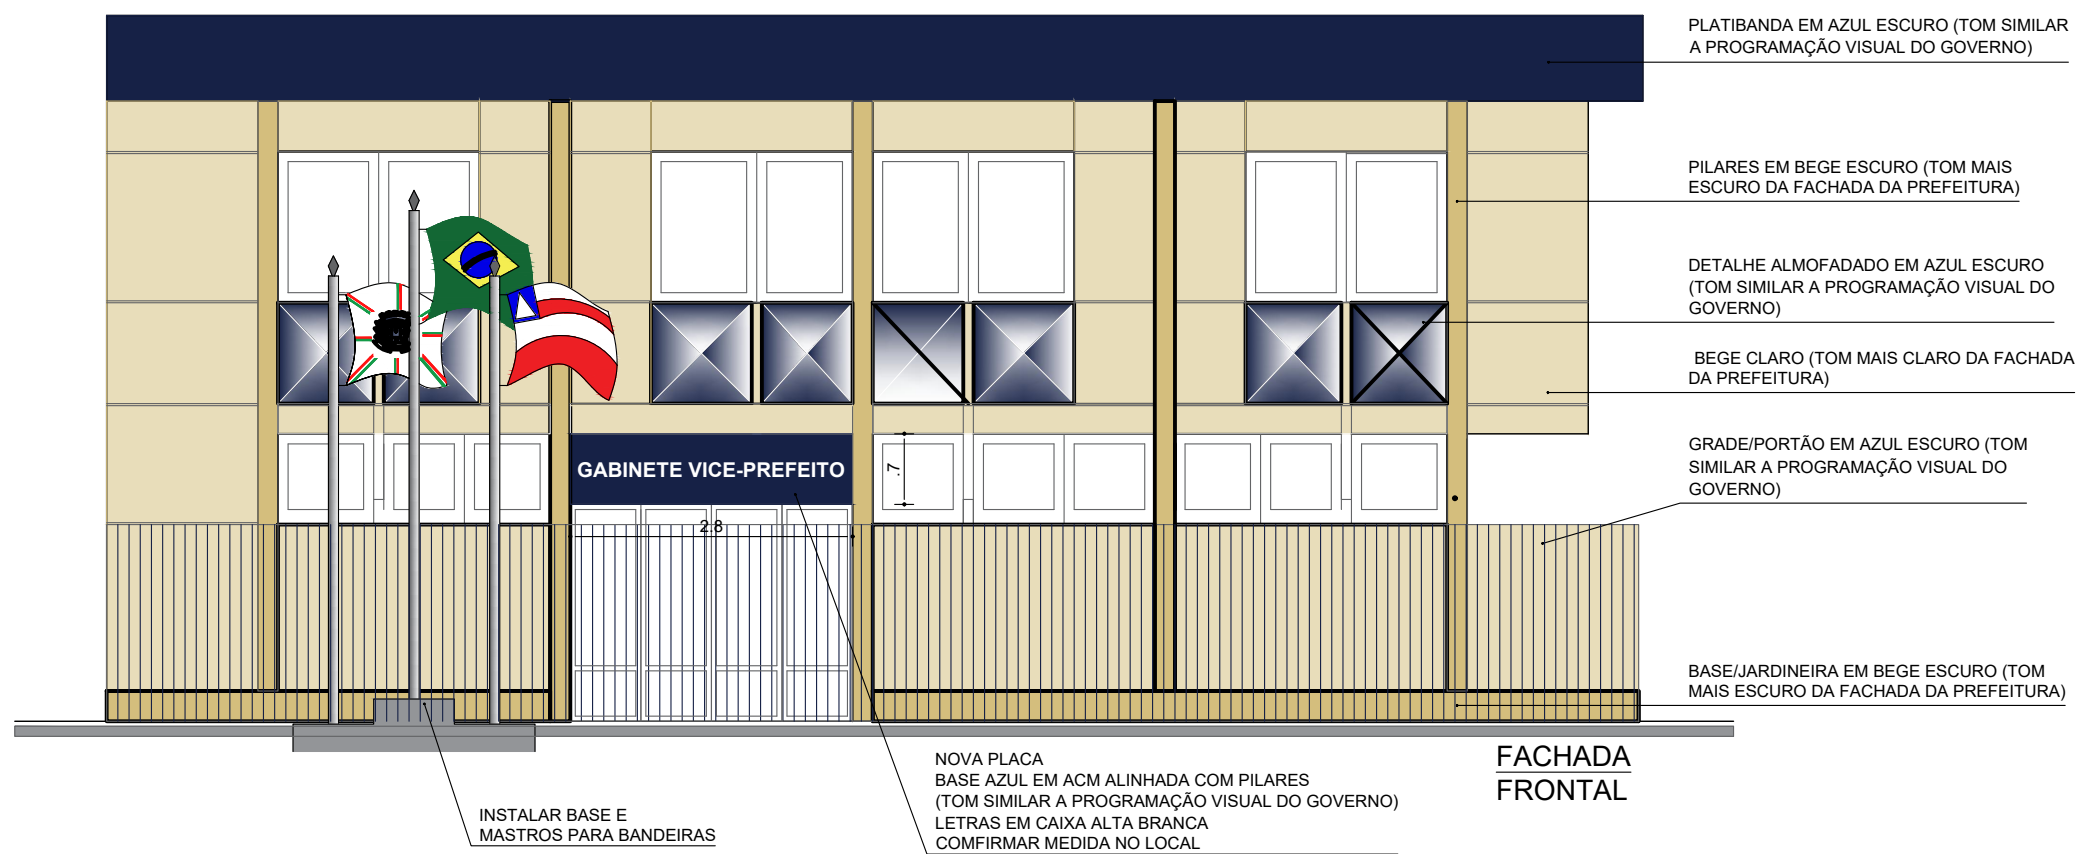 PLATIBANDA EM AZUL ESCURO (TOM SIMILAR
A PROGRAMAÇÃO VISUAL DO GOVERNO)
PILARES EM BEGE ESCURO (TOM MAIS
ESCURO DA FACHADA DA PREFEITURA)
DETALHE ALMOFADADO EM AZUL ESCURO
(TOM SIMILAR A PROGRAMAÇÃO VISUAL DO
GOVERNO)
BEGE CLARO (TOM MAIS CLARO DA FACHADA
DA PREFEITURA)
GRADE/PORTÃO EM AZUL ESCURO (TOM
SIMILAR A PROGRAMAÇÃO VISUAL DO
GOVERNO)
GABINETE VICE-PREFEITO
.7
2.8
BASE/JARDINEIRA EM BEGE ESCURO (TOM
MAIS ESCURO DA FACHADA DA PREFEITURA)
FACHADA
FRONTAL
NOVA PLACA
BASE AZUL EM ACM ALINHADA COM PILARES
(TOM SIMILAR A PROGRAMAÇÃO VISUAL DO GOVERNO)
LETRAS EM CAIXA ALTA BRANCA
COMFIRMAR MEDIDA NO LOCAL
INSTALAR BASE E
MASTROS PARA BANDEIRAS